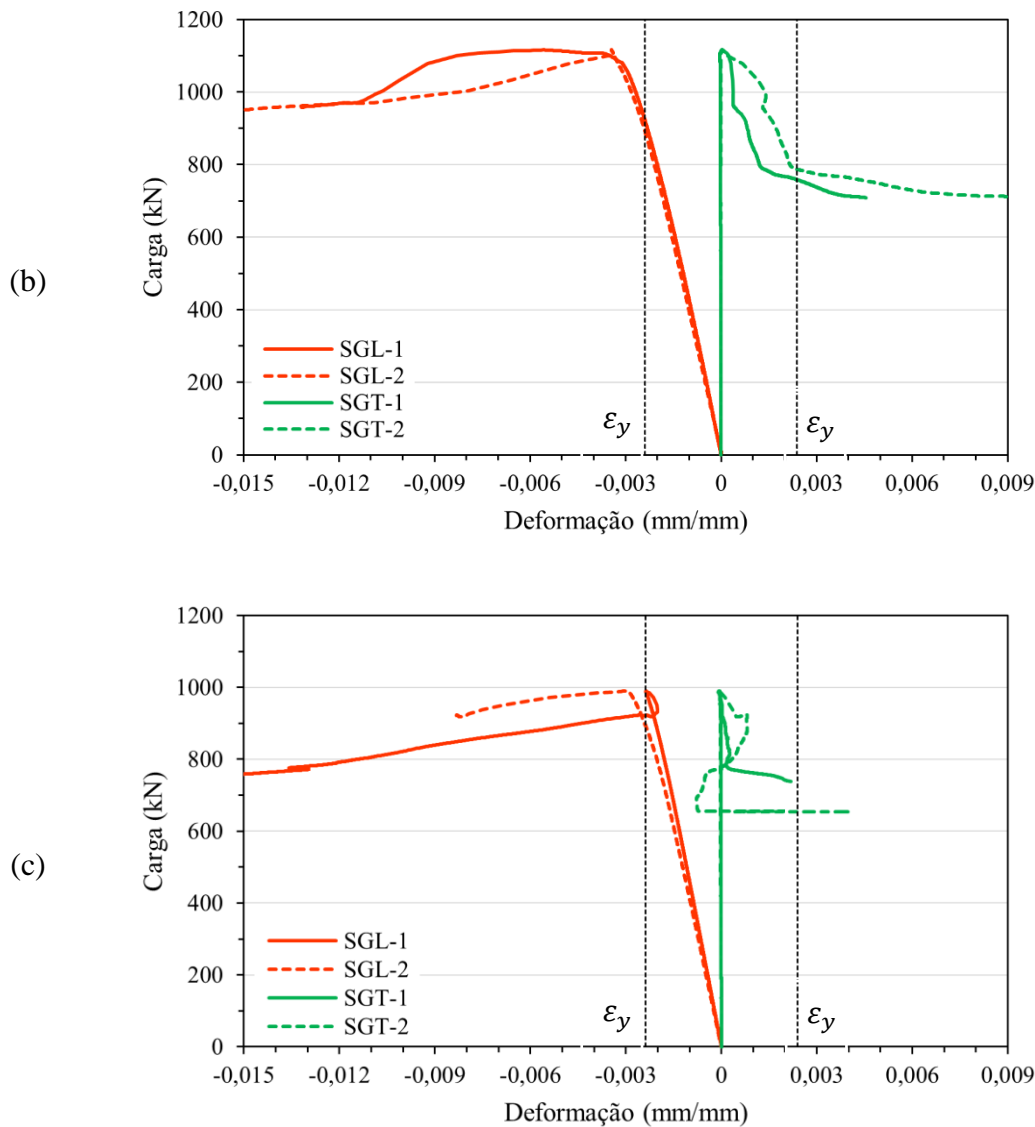 (b)
Carga (kN)
1200
1000
800
600
400
200
0
SGL-1
SGL-2
SGT-1
SGT-2
εy
εy
-0,015 -0,012 -0,009 -0,006 -0,003 0 0,003 0,006 0,009
Deformação (mm/mm)
(c)
Carga (kN)
1200
1000
800
600
400
200
0
SGL-1
SGL-2
SGT-1
SGT-2
εy
εy
-0,015 -0,012 -0,009 -0,006 -0,003 0 0,003 0,006 0,009
Deformação (mm/mm)